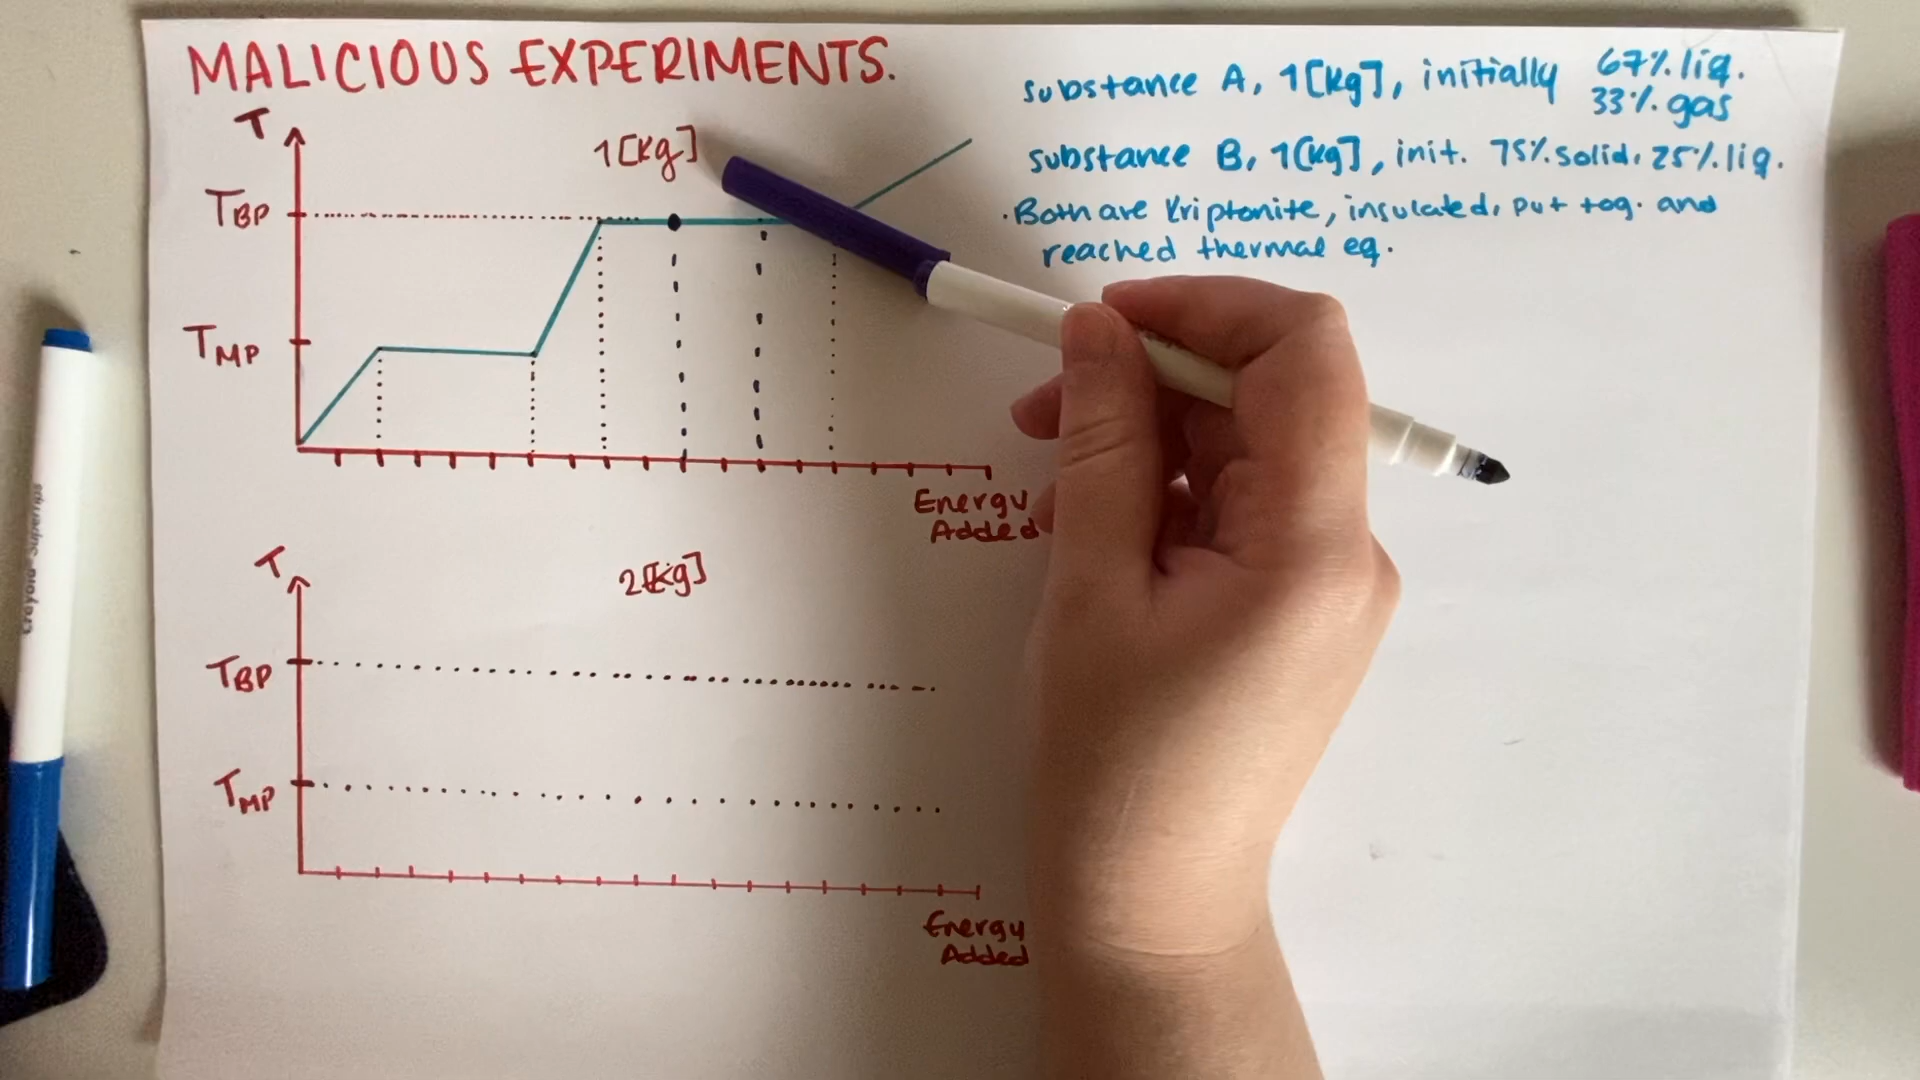 MALICIOUS EXPERIMENTS.
substance A, 1[kg], initially 67% liq.
33% gas
substance B, 1[kg], init. 75% solid, 25% liq.
. Both are Kriptonite, insulated, put tog. and
reached thermal eq.
T
1[kg]
TBP
TMP
Energy
Added
T
2[kg]
TBP
TMP
Energy
Added
Crayola Supertips